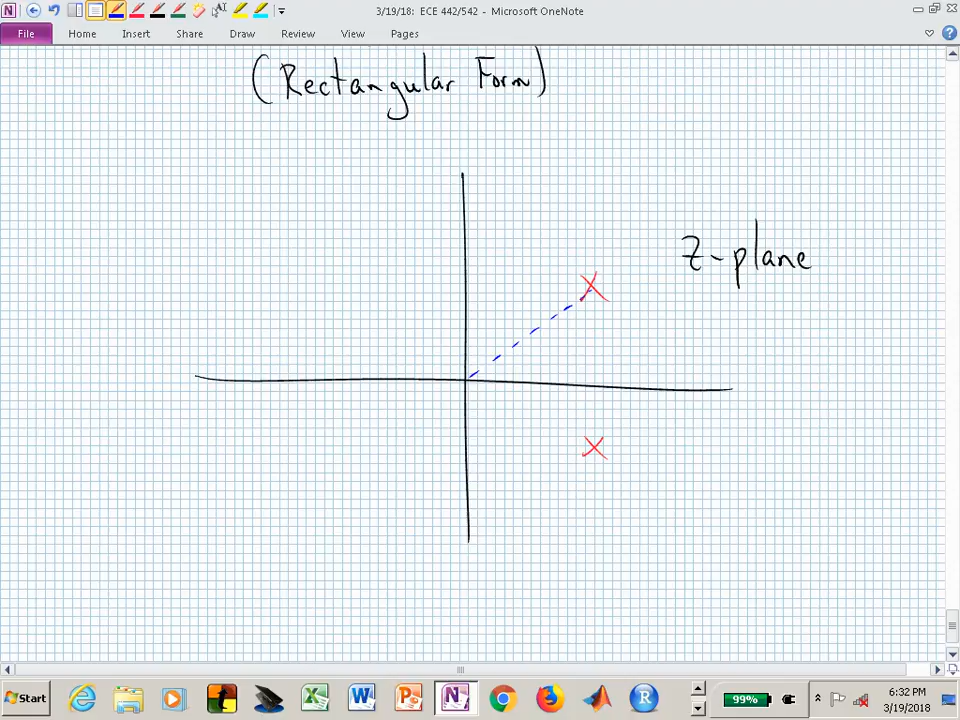 3/19/18: ECE 442/542 - Microsoft OneNote
File Home Insert Share Draw Review View Pages
(Rectangular Form)
z-plane
Start
99%
6:32 PM
3/19/2018